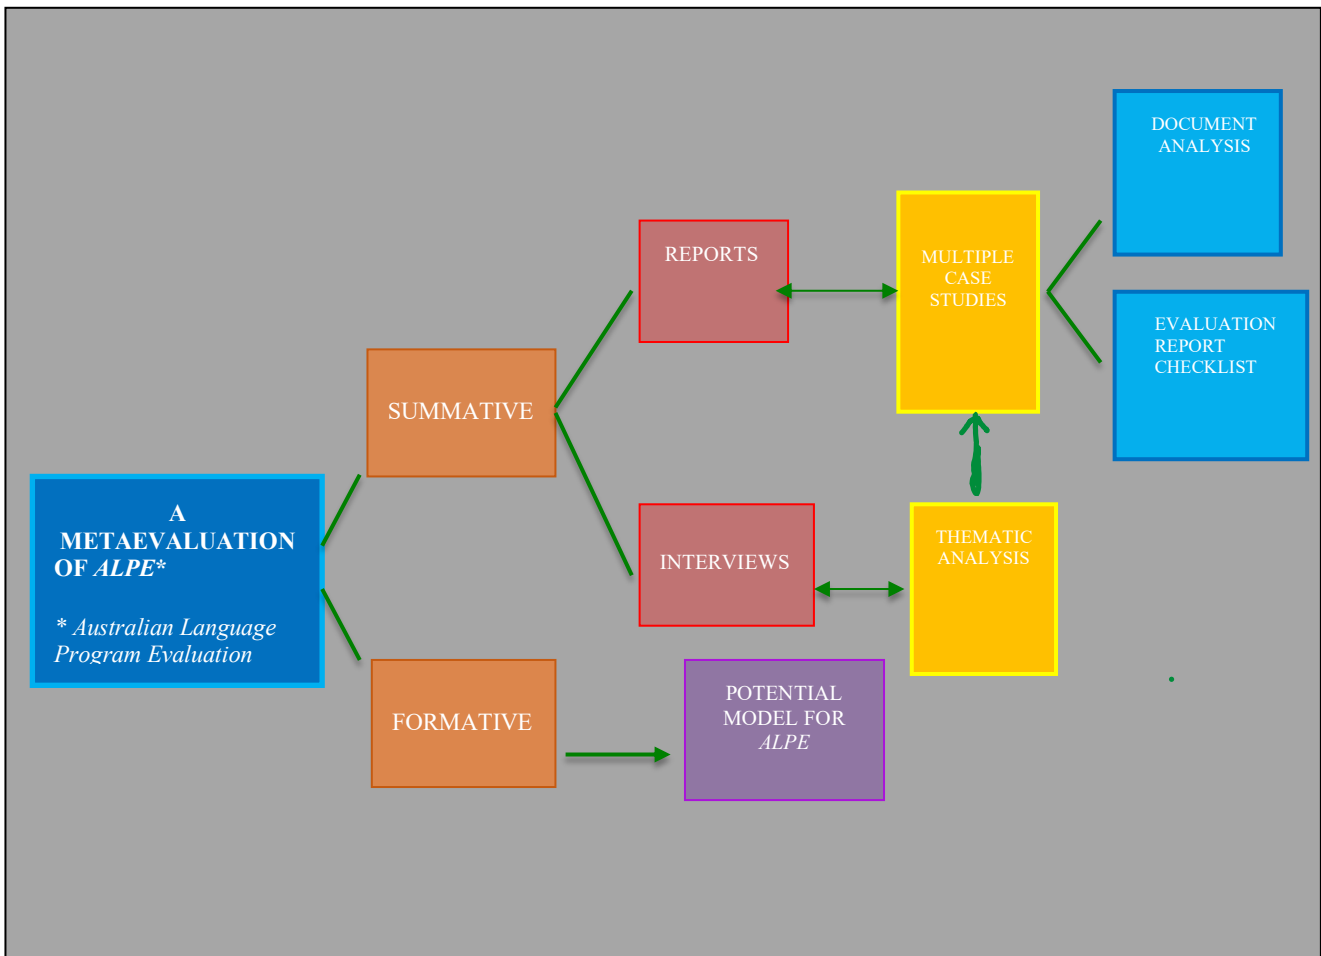 A
METAEVALUATION
OF ALPE*
* Australian Language
Program Evaluation
SUMMATIVE
FORMATIVE
REPORTS
INTERVIEWS
POTENTIAL
MODEL FOR
ALPE
MULTIPLE
CASE
STUDIES
THEMATIC
ANALYSIS
DOCUMENT
ANALYSIS
EVALUATION
REPORT
CHECKLIST